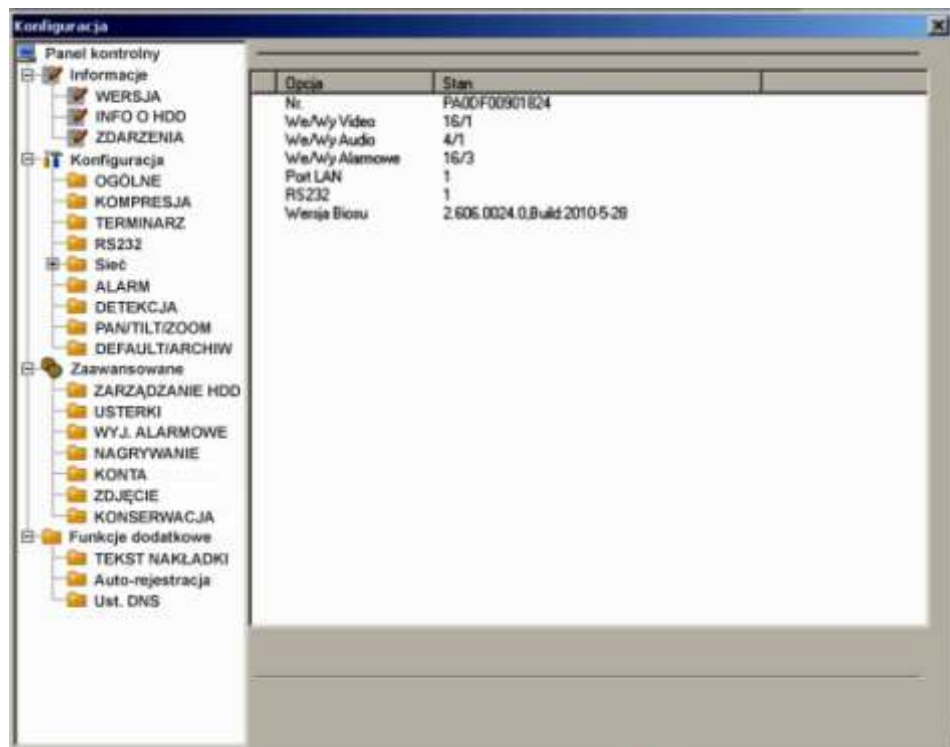 Konfiguracja
Panel kontrolny
Informacje
WERSJA
INFO O HDD
ZDARZENIA
Konfiguracja
OGÓLNE
KOMPRESJA
TERMINARZ
RS232
Sieć
ALARM
DETEKCJA
PAN/TILT/ZOOM
DEFAULT/ARCHIW
Zaawansowane
ZARZĄDZANIE HDD
USTERKI
WYJ. ALARMOWE
NAGRYWANIE
KONTA
ZDJĘCIE
KONSERWACJA
Funkcje dodatkowe
TEKST NAKŁADKI
Auto-rejestracja
Ust. DNS
Opcja Stan
Nr. PA0DF00901824
We/Wy Video 16/1
We/Wy Audio 4/1
We/Wy Alarmowe 16/3
Port LAN 1
RS232 1
Wersja Biosu 2.606.0024.0,Build:2010-5-28